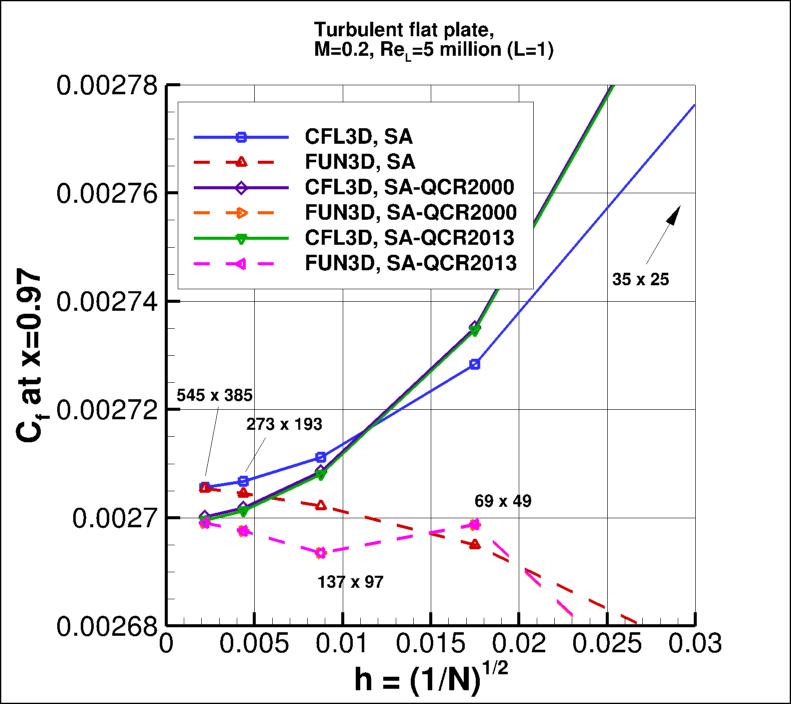 Turbulent flat plate,
M=0.2, Re_L=5 million (L=1)
0.00278
0.00276
0.00274
0.00272
0.0027
0.00268
C_f at x=0.97
CFL3D, SA
FUN3D, SA
CFL3D, SA-QCR2000
FUN3D, SA-QCR2000
CFL3D, SA-QCR2013
FUN3D, SA-QCR2013
35 x 25
545 x 385
273 x 193
69 x 49
137 x 97
0 0.005 0.01 0.015 0.02 0.025 0.03
h = (1/N)^1/2